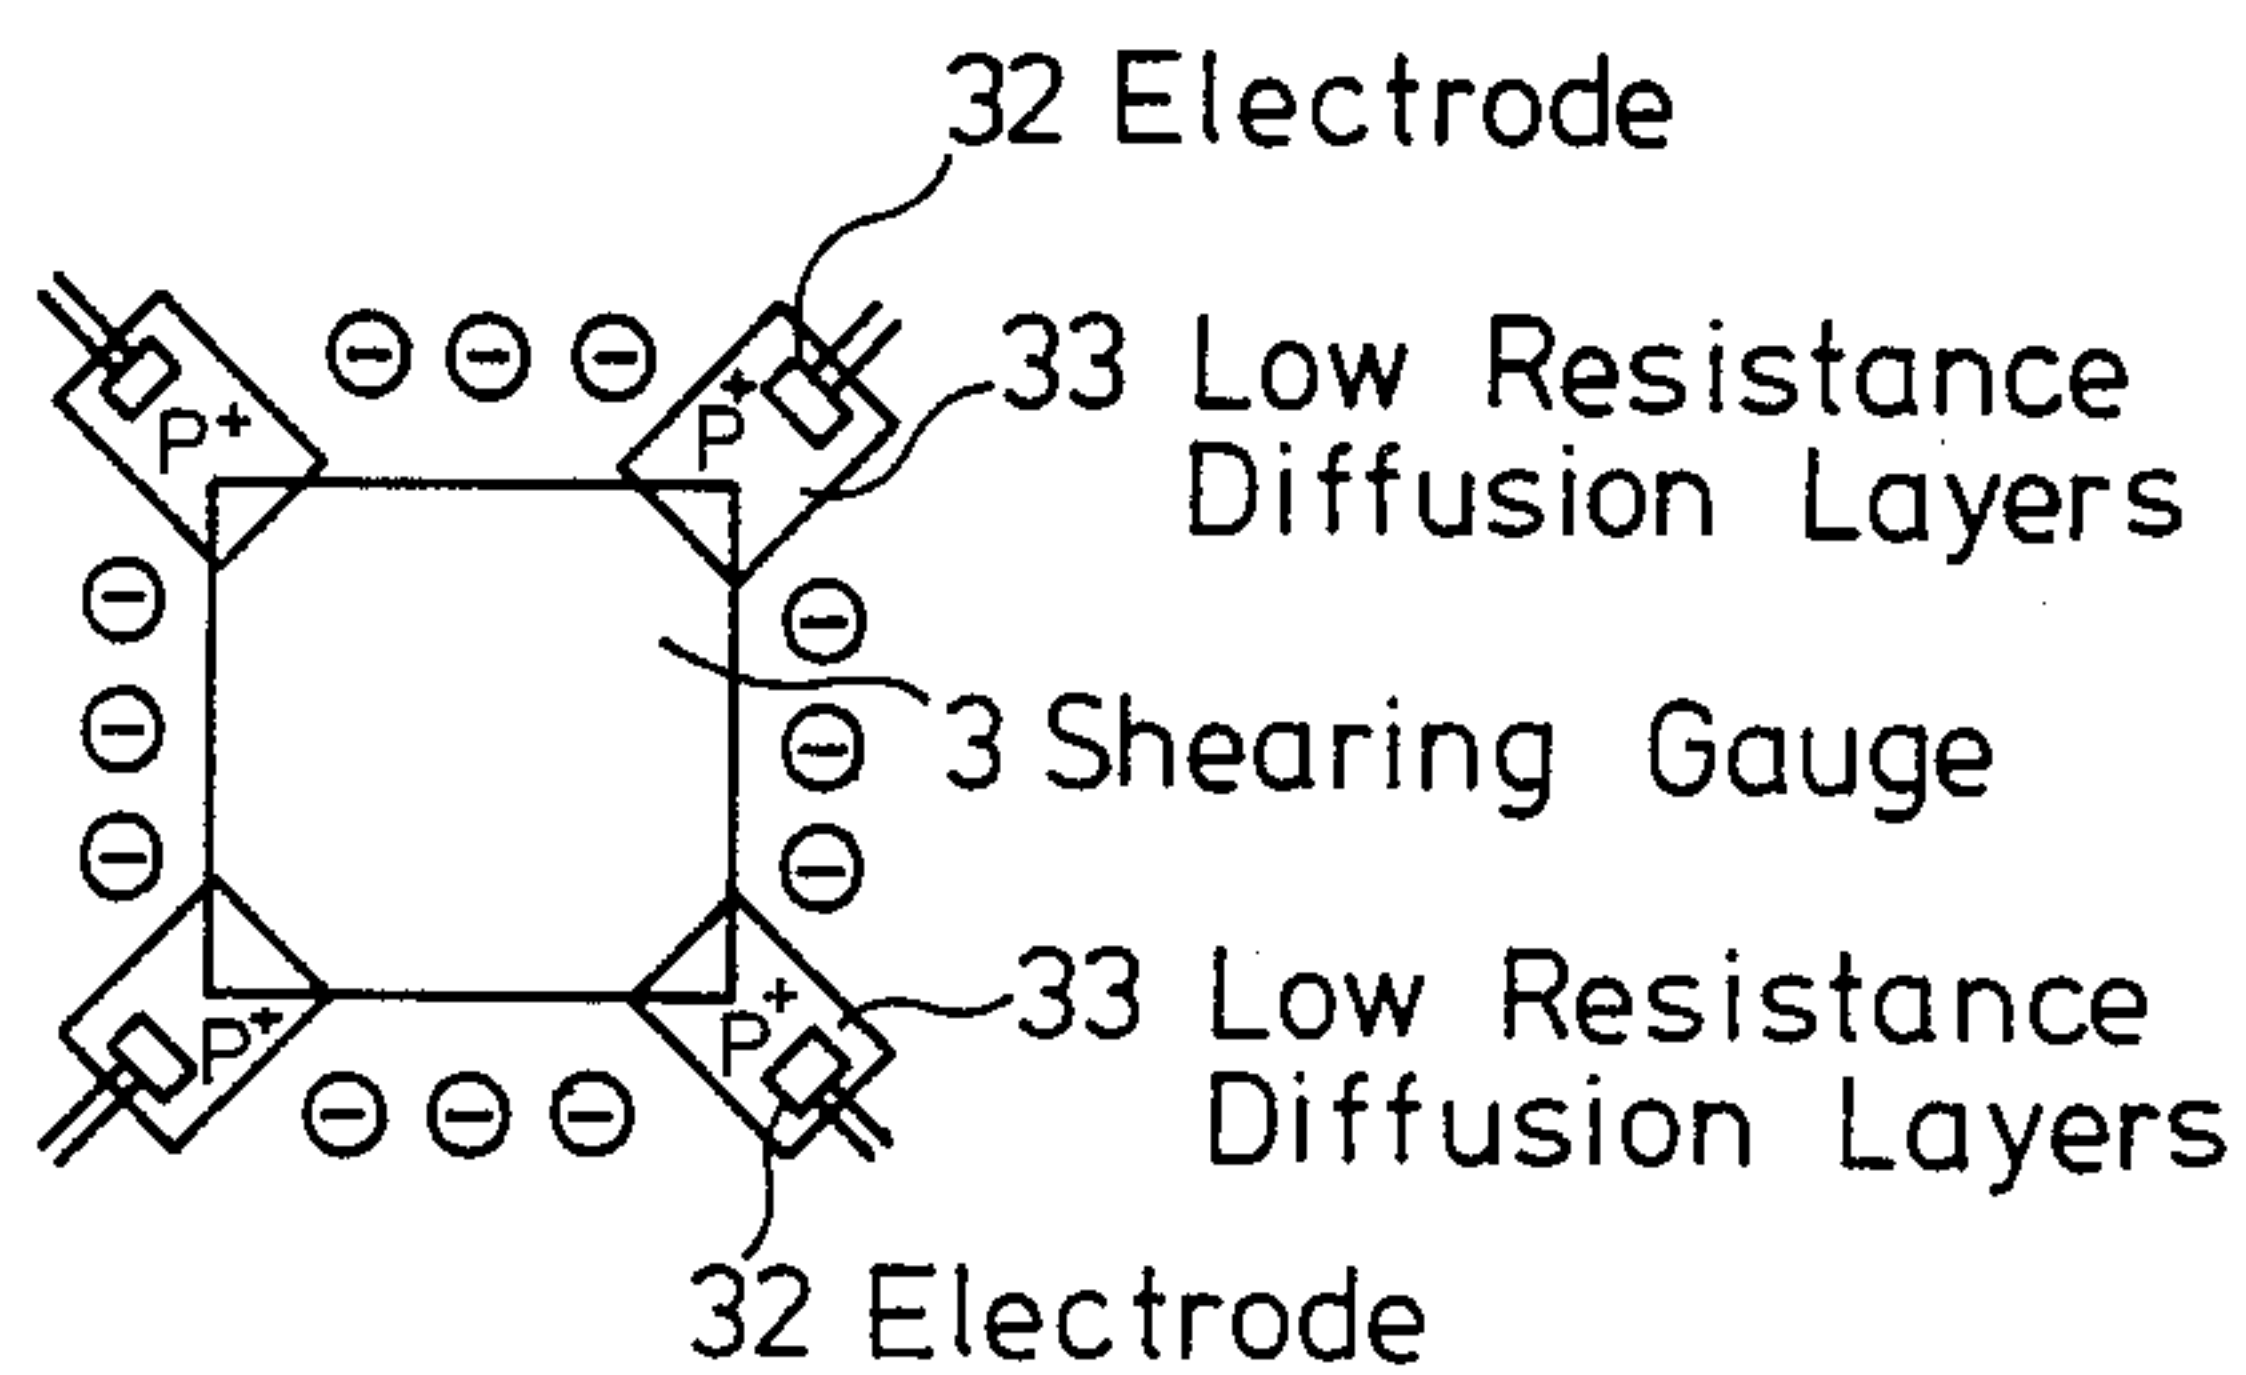 32 Electrode
⊖ ⊖ ⊖
P+ P+
33 Low Resistance
Diffusion Layers
⊖ ⊖
⊖ ⊖
3 Shearing Gauge
⊖ ⊖
P+ P+
33 Low Resistance
Diffusion Layers
⊖ ⊖ ⊖
32 Electrode